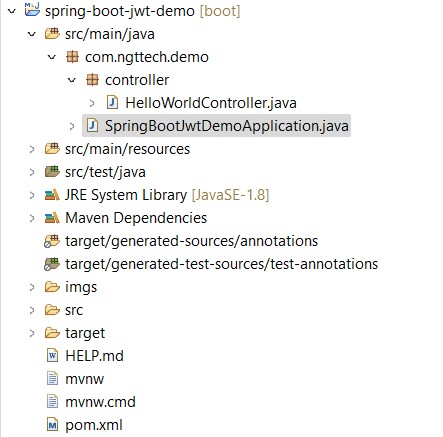 spring-boot-jwt-demo [boot]
src/main/java
com.ngttech.demo
controller
HelloWorldController.java
SpringBootJwtDemoApplication.java
src/main/resources
src/test/java
JRE System Library [JavaSE-1.8]
Maven Dependencies
target/generated-sources/annotations
target/generated-test-sources/test-annotations
imgs
src
target
HELP.md
mvnw
mvnw.cmd
pom.xml